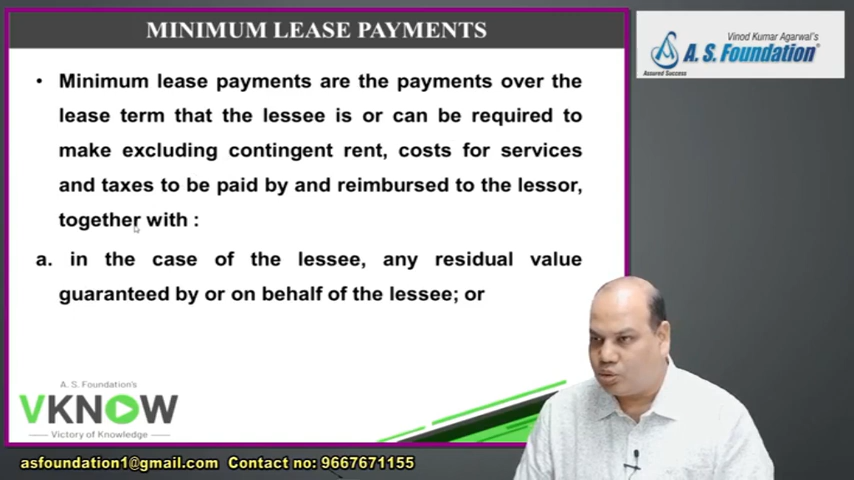 MINIMUM LEASE PAYMENTS
Vinod Kumar Agarwal's
A. S. Foundation®
Assured Success
• Minimum lease payments are the payments over the
lease term that the lessee is or can be required to
make excluding contingent rent, costs for services
and taxes to be paid by and reimbursed to the lessor,
together with :
a. in the case of the lessee, any residual value
guaranteed by or on behalf of the lessee; or
A. S. Foundation's
VKNOW
Victory of Knowledge
asfoundation1@gmail.com Contact no: 9667671155